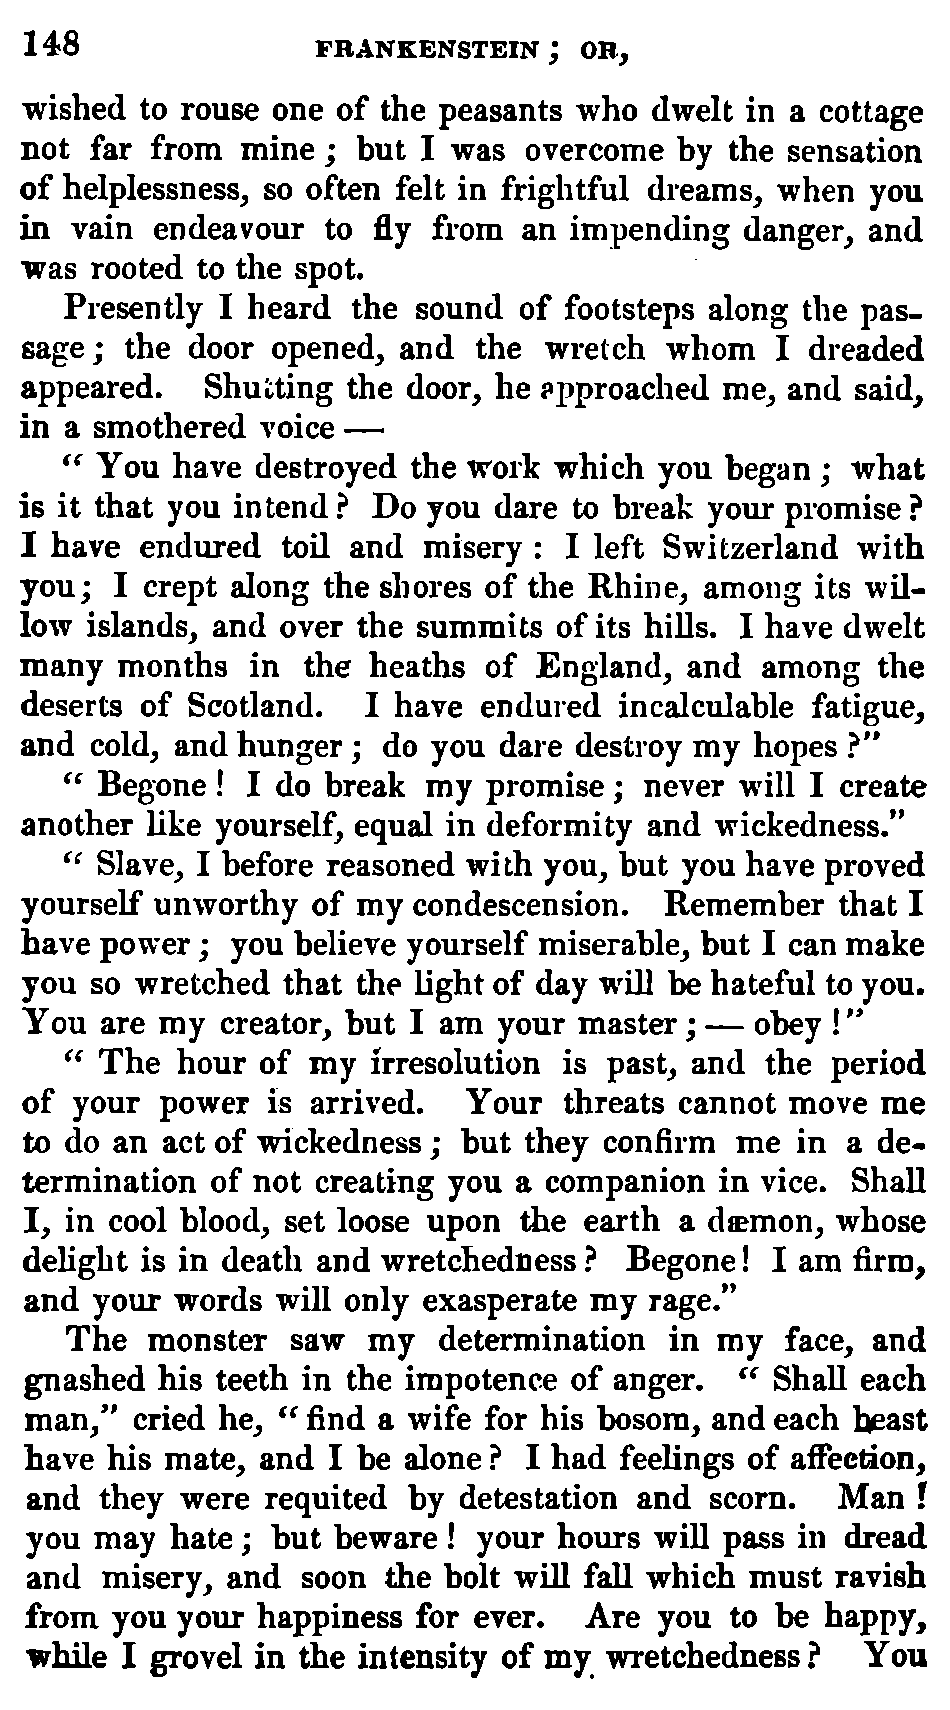 148 FRANKENSTEIN ; OR,
wished to rouse one of the peasants who dwelt in a cottage
not far from mine ; but I was overcome by the sensation
of helplessness, so often felt in frightful dreams, when you
in vain endeavour to fly from an impending danger, and
was rooted to the spot.
Presently I heard the sound of footsteps along the pas-
sage ; the door opened, and the wretch whom I dreaded
appeared. Shutting the door, he approached me, and said,
in a smothered voice —
“ You have destroyed the work which you began ; what
is it that you intend ? Do you dare to break your promise ?
I have endured toil and misery : I left Switzerland with
you ; I crept along the shores of the Rhine, among its wil-
low islands, and over the summits of its hills. I have dwelt
many months in the heaths of England, and among the
deserts of Scotland. I have endured incalculable fatigue,
and cold, and hunger ; do you dare destroy my hopes ?”
“ Begone ! I do break my promise ; never will I create
another like yourself, equal in deformity and wickedness.”
“ Slave, I before reasoned with you, but you have proved
yourself unworthy of my condescension. Remember that I
have power ; you believe yourself miserable, but I can make
you so wretched that the light of day will be hateful to you.
You are my creator, but I am your master ; — obey !”
“ The hour of my irresolution is past, and the period
of your power is arrived. Your threats cannot move me
to do an act of wickedness ; but they confirm me in a de-
termination of not creating you a companion in vice. Shall
I, in cool blood, set loose upon the earth a dæmon, whose
delight is in death and wretchedness ? Begone ! I am firm,
and your words will only exasperate my rage.”
The monster saw my determination in my face, and
gnashed his teeth in the impotence of anger. “ Shall each
man,” cried he, “ find a wife for his bosom, and each beast
have his mate, and I be alone ? I had feelings of affection,
and they were requited by detestation and scorn. Man !
you may hate ; but beware ! your hours will pass in dread
and misery, and soon the bolt will fall which must ravish
from you your happiness for ever. Are you to be happy,
while I grovel in the intensity of my wretchedness ? You